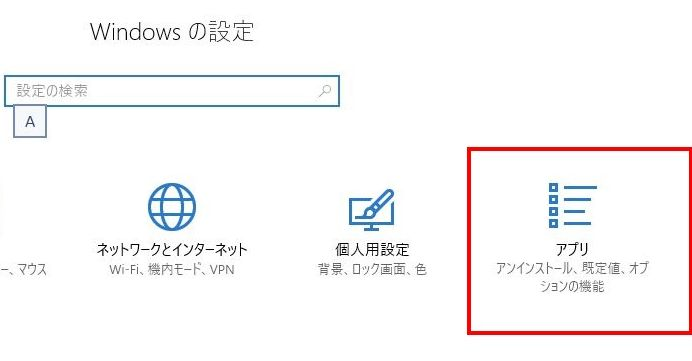 Windows の設定
設定の検索
A
ネットワークとインターネット
個人用設定
アプリ
ー、マウス
Wi-Fi、機内モード、VPN
背景、ロック画面、色
アンインストール、既定値、オプ
ションの機能